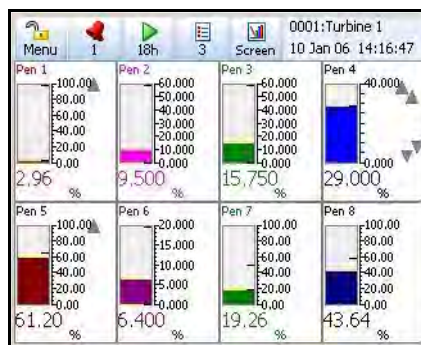 Menu 1 18h 3 Screen
0001:Turbine 1
10 Jan 06 14:16:47
Pen 1 Pen 2 Pen 3 Pen 4
100.00 60.000 60.000 40.000
80.00 50.000 50.000
60.00 40.000 40.000
40.00 30.000 30.000
20.00 20.000 20.000
10.000 10.000
0.00 0.000 0.000 0.000
2.96 9.500 15.750 29.000
% % % %
Pen 5 Pen 6 Pen 7 Pen 8
100.00 20.000 100.00 100.00
80.00 15.000 80.00 80.00
60.00 10.000 60.00 60.00
40.00 5.000 40.00 40.00
20.00 20.00 20.00
0.00 0.000 0.00 0.00
61.20 6.400 19.26 43.64
% % % %